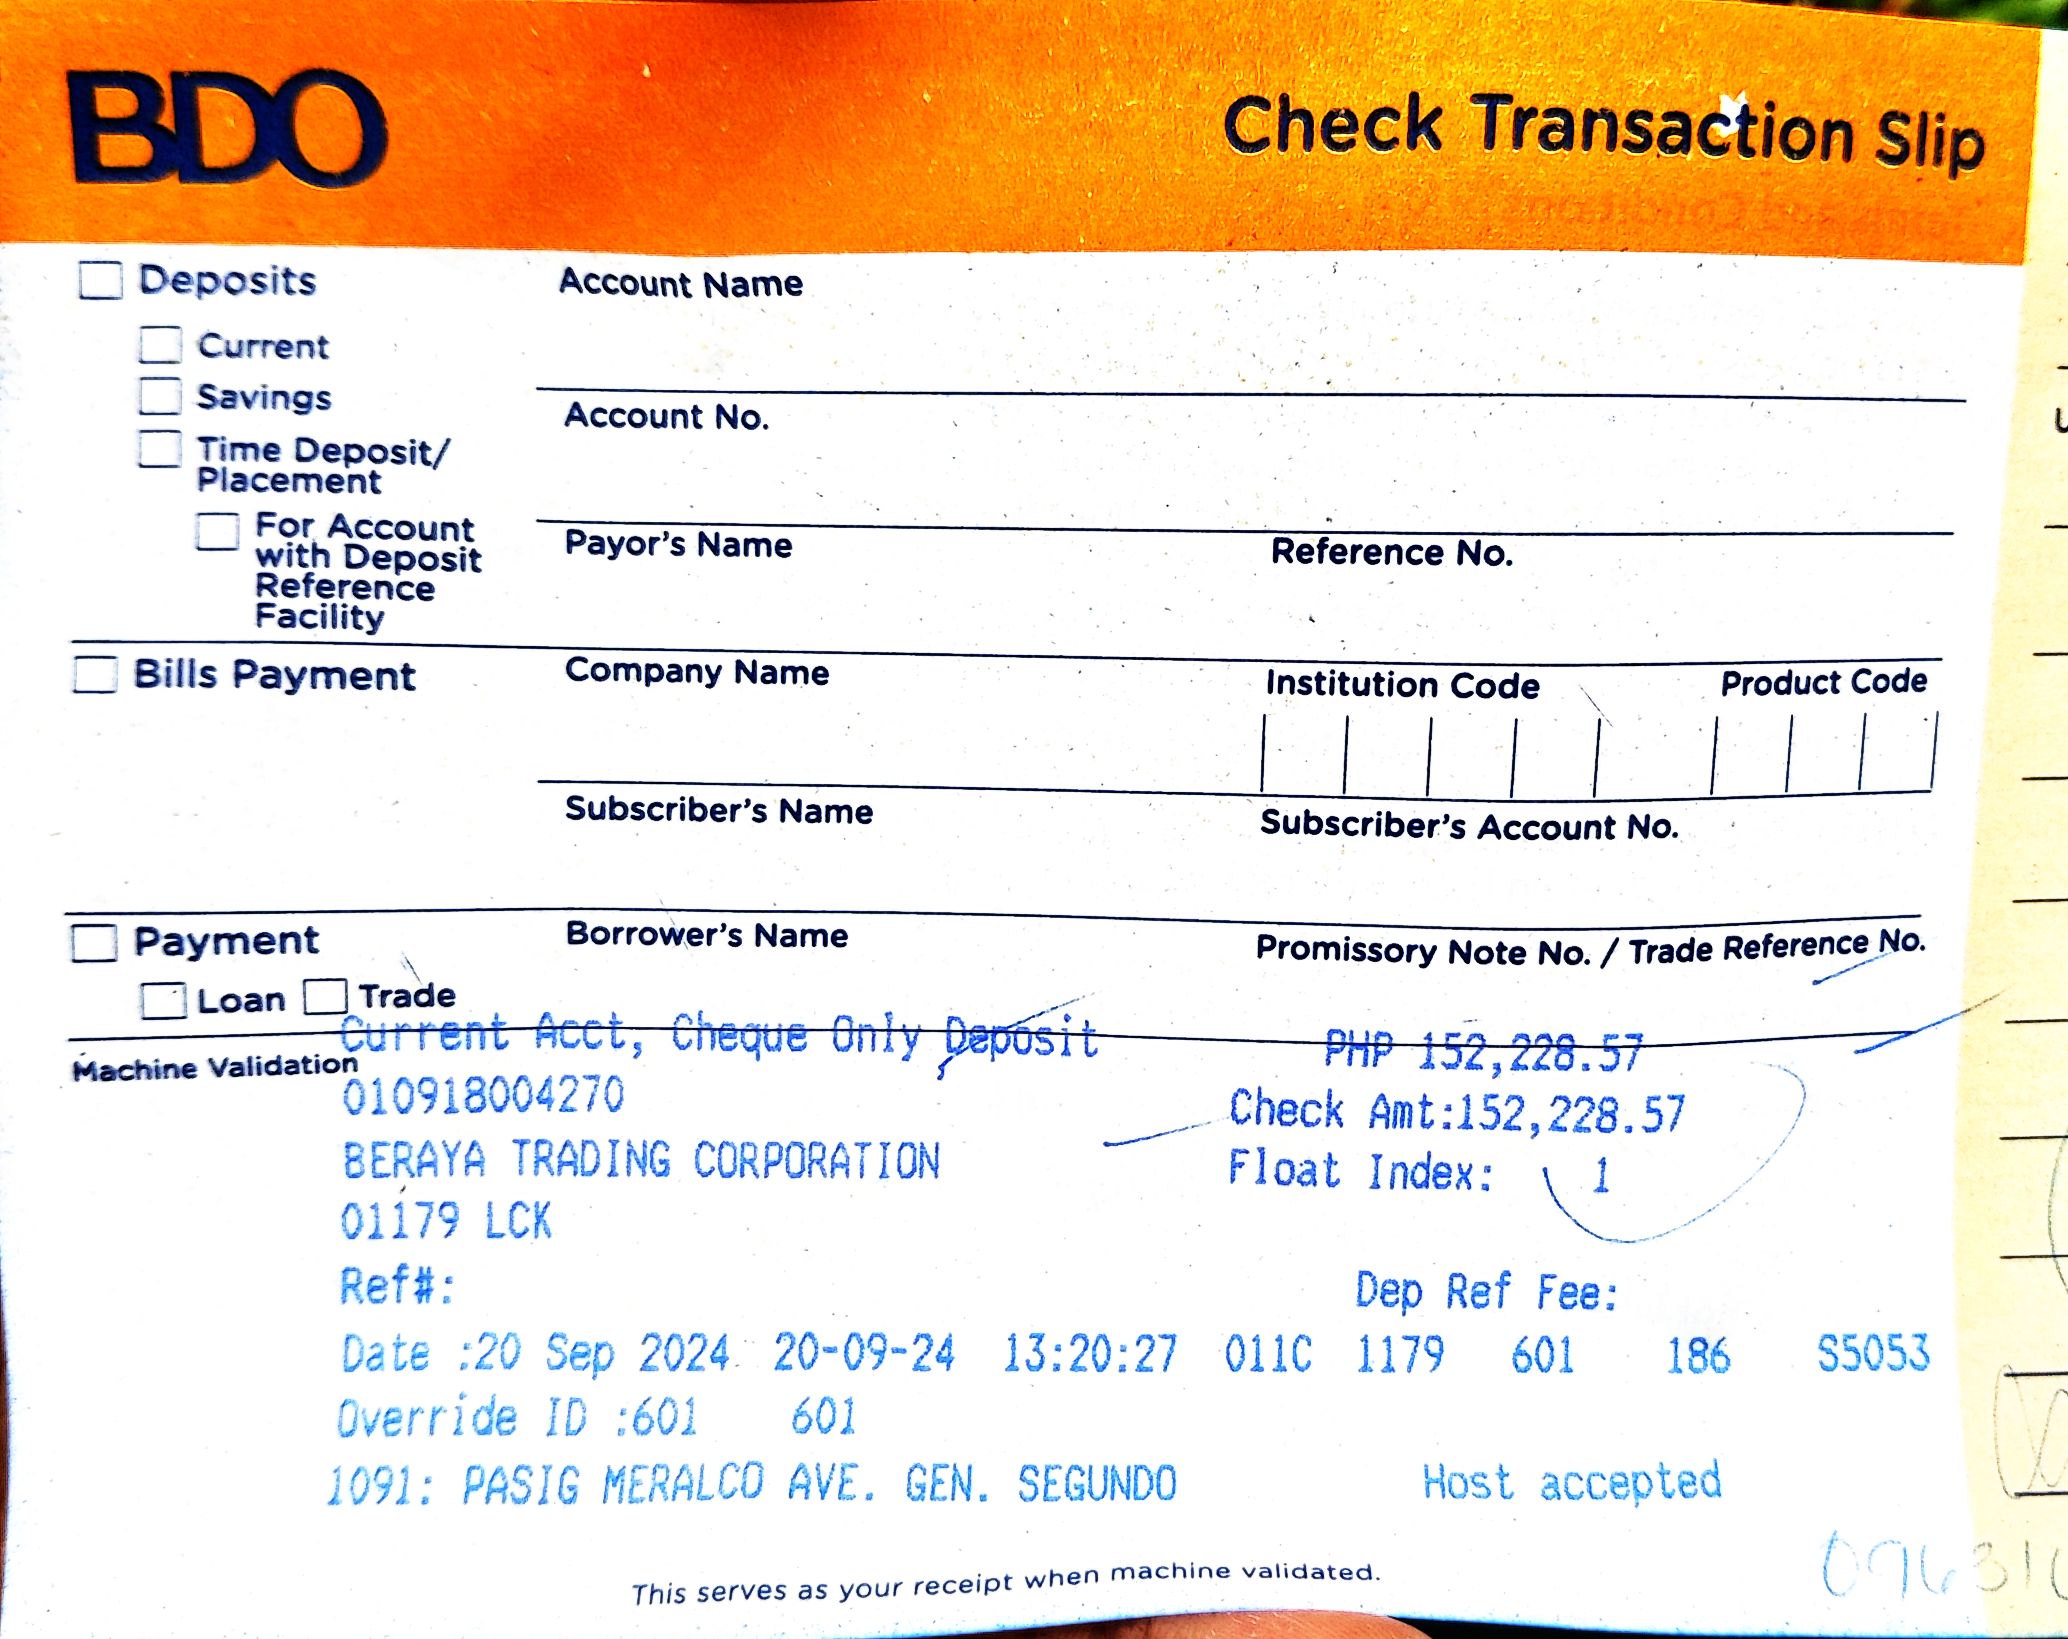 BDO
Check Transaction Slip
Deposits
Account Name
Current
Savings
Account No.
Time Deposit/
Placement
For Account
with Deposit
Reference
Facility
Payor's Name
Reference No.
Bills Payment
Company Name
Institution Code
Product Code
Subscriber's Name
Subscriber's Account No.
Payment
Borrower's Name
Promissory Note No. / Trade Reference No.
Loan
Trade
Current Acct, Cheque Only Deposit PHP 152,228.57
Machine Validation
010918004270 Check Amt:152,228.57
BERAYA TRADING CORPORATION Float Index: 1
01179 LCK
Ref#: Dep Ref Fee:
Date :20 Sep 2024 20-09-24 13:20:27 011C 1179 601 186 S5053
Override ID :601 601
1091: PASIG MERALCO AVE. GEN. SEGUNDO Host accepted
This serves as your receipt when machine validated.